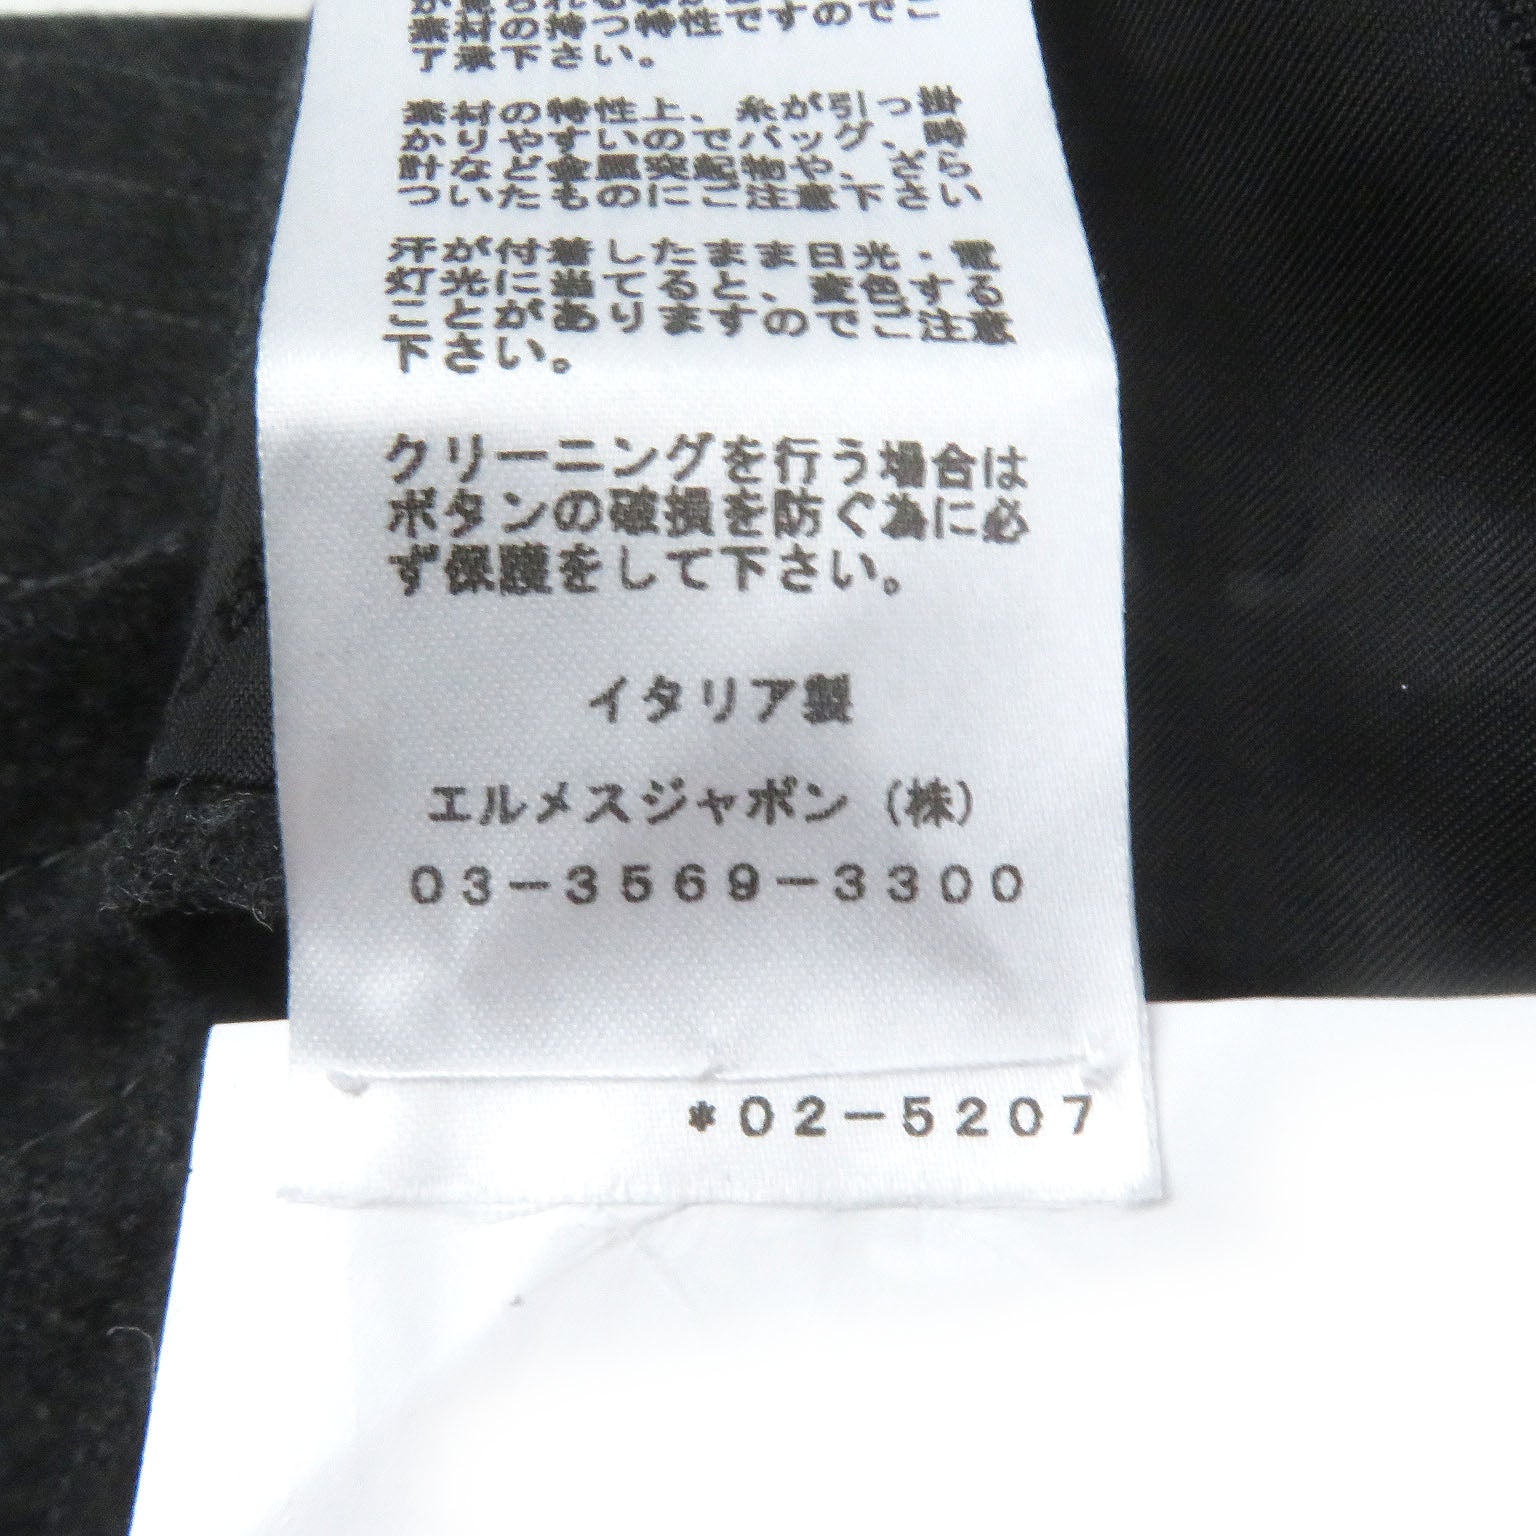 素材の持つ特性ですのでご
了承下さい。
素材の特性上、糸が引っ掛
かりやすいのでバッグ、時
計など金属突起物や、ざら
ついたものにご注意下さい
汗が付着したまま日光・電
灯光に当てると、変色する
ことがありますのでご注意
下さい。
クリーニングを行う場合は
ボタンの破損を防ぐ為に必
ず保護をして下さい。
イタリア製
エルメスジャポン(株)
03-3569-3300
*02-5207